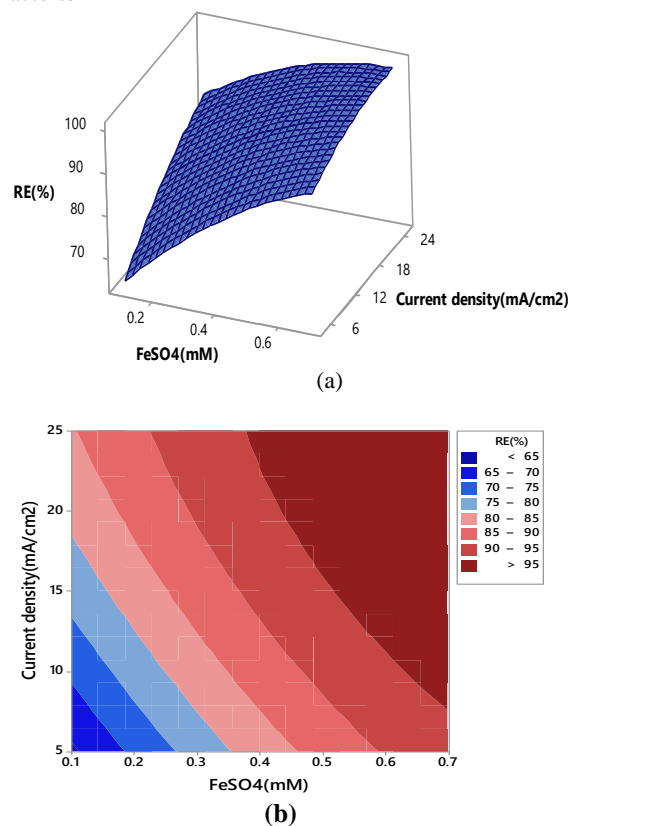 100
90
RE(%)
80
70
24
18
12 Current density(mA/cm2)
6
0.2
0.4
0.6
FeSO4(mM)
(a)
25
20
15
10
5
Current density(mA/cm2)
0.1 0.2 0.3 0.4 0.5 0.6 0.7
FeSO4(mM)
RE(%)
< 65
65 – 70
70 – 75
75 – 80
80 – 85
85 – 90
90 – 95
> 95
(b)